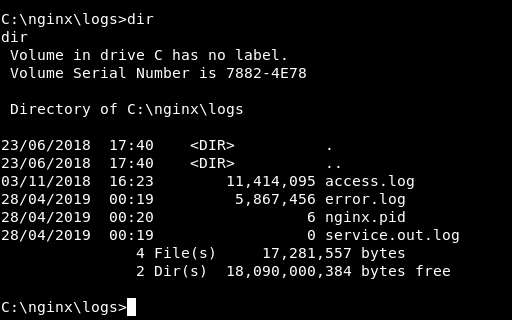 C:\nginx\logs>dir
dir
 Volume in drive C has no label.
 Volume Serial Number is 7882-4E78

 Directory of C:\nginx\logs

23/06/2018  17:40    <DIR>          .
23/06/2018  17:40    <DIR>          ..
03/11/2018  16:23        11,414,095 access.log
28/04/2019  00:19         5,867,456 error.log
28/04/2019  00:20                 6 nginx.pid
28/04/2019  00:19                 0 service.out.log
               4 File(s)     17,281,557 bytes
               2 Dir(s)  18,090,000,384 bytes free

C:\nginx\logs>